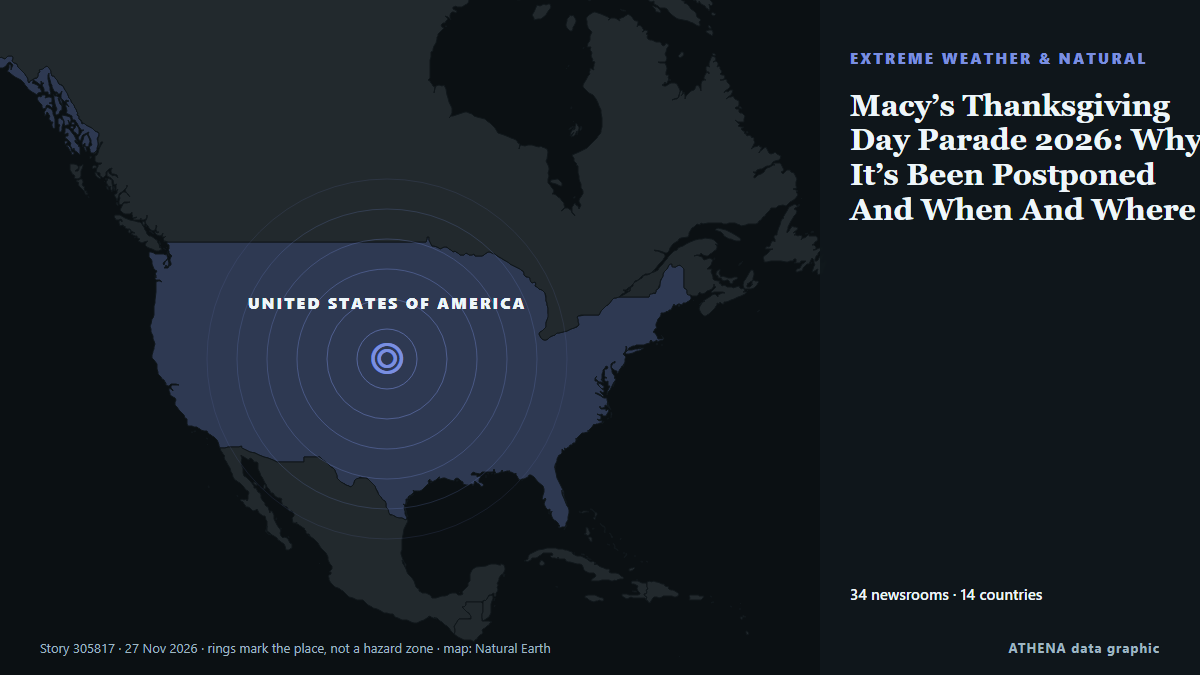 EXTREME WEATHER & NATURAL
Macy’s Thanksgiving
Day Parade 2026: Why
It’s Been Postponed
And When And Where
UNITED STATES OF AMERICA
34 newsrooms · 14 countries
Story 305817 · 27 Nov 2026 · rings mark the place, not a hazard zone · map: Natural Earth
ATHENA data graphic